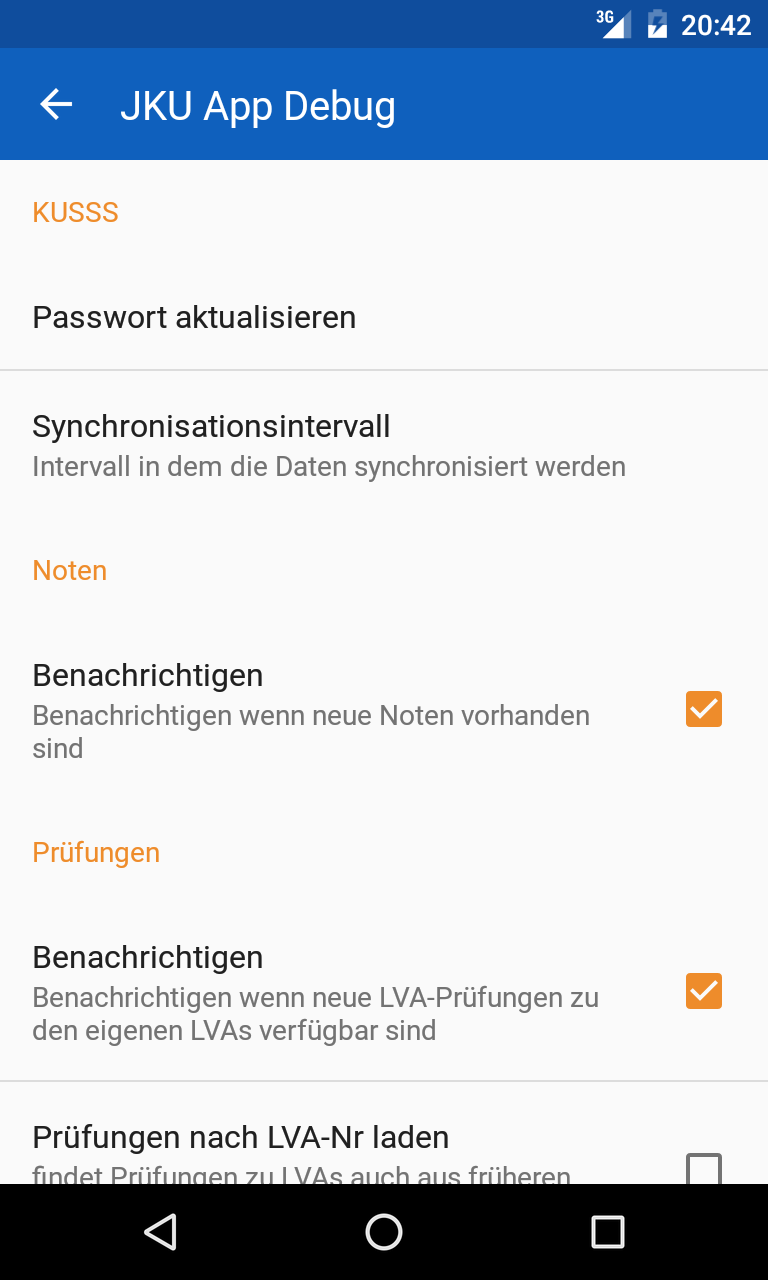 3G 20:42
JKU App Debug
KUSSS
Passwort aktualisieren
Synchronisationsintervall
Intervall in dem die Daten synchronisiert werden
Noten
Benachrichtigen
Benachrichtigen wenn neue Noten vorhanden
sind
Prüfungen
Benachrichtigen
Benachrichtigen wenn neue LVA-Prüfungen zu
den eigenen LVAs verfügbar sind
Prüfungen nach LVA-Nr laden
findet Prüfungen zu LVAs auch aus früheren